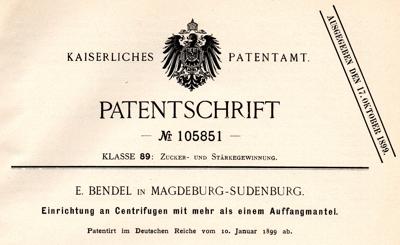 KAISERLICHES PATENTAMT.
AUSGEGEBEN DEN 17. OKTOBER 1899.
PATENTSCHRIFT
— № 105851 —
KLASSE 89: ZUCKER- UND STÄRKEGEWINNUNG.
E. BENDEL IN MAGDEBURG-SUDENBURG.
Einrichtung an Centrifugen mit mehr als einem Auffangmantel.
Patentirt im Deutschen Reiche vom 10. Januar 1899 ab.